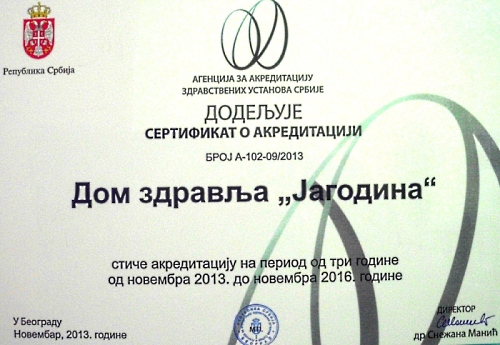 Република Србија
АГЕНЦИЈА ЗА АКРЕДИТАЦИЈУ
ЗДРАВСТВЕНИХ УСТАНОВА СРБИЈЕ
ДОДЕЉУЈЕ
СЕРТИФИКАТ О АКРЕДИТАЦИЈИ
БРОЈ А-102-09/2013
Дом здравља „Јагодина“
стиче акредитацију на период од три године
од новембра 2013. до новембра 2016. године
У Београду
Новембар, 2013. године
МП.
ДИРЕКТОР
др Снежана Манић